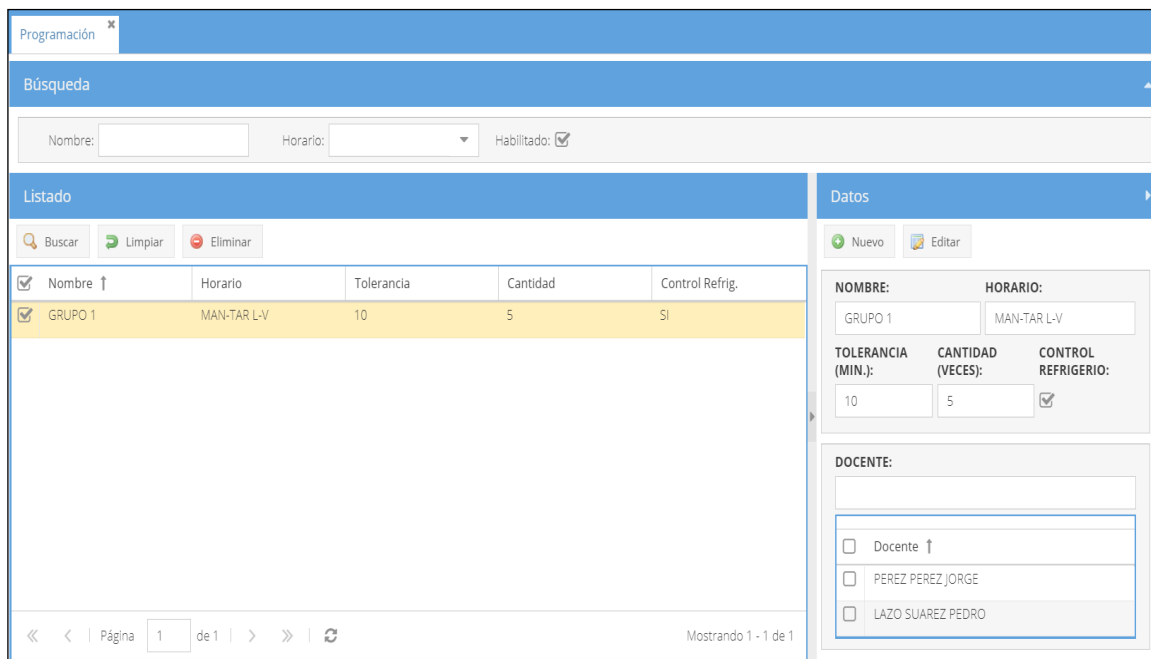 Programación
Búsqueda
Nombre: Horario: Habilitado:
Listado
Buscar Limpiar Eliminar
Nombre ↑ Horario Tolerancia Cantidad Control Refrig.
GRUPO 1 MAN-TAR L-V 10 5 SI
« < Página 1 de 1 > » Mostrando 1 - 1 de 1
Datos
Nuevo Editar
NOMBRE: HORARIO:
GRUPO 1 MAN-TAR L-V
TOLERANCIA (MIN.): CANTIDAD (VECES): CONTROL REFRIGERIO:
10 5
DOCENTE:
Docente ↑
PEREZ PEREZ JORGE
LAZO SUAREZ PEDRO